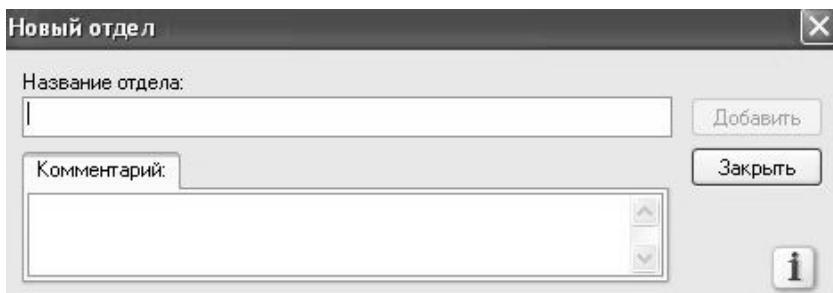 Новый отдел
Название отдела:
Добавить
Комментарий:
Закрыть
i